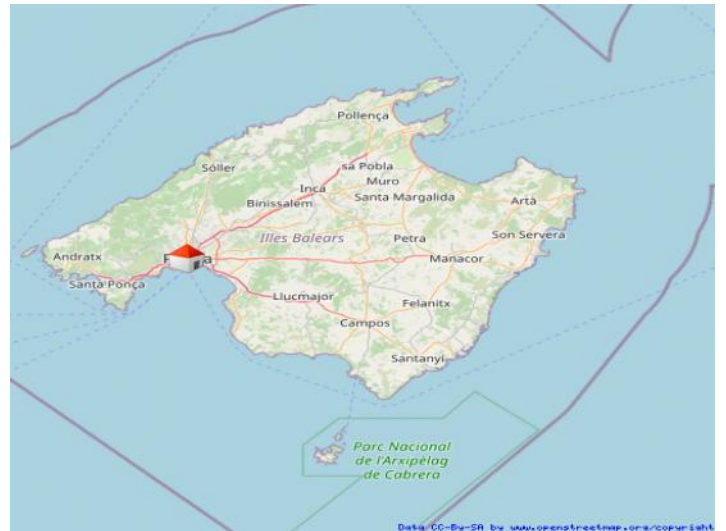 Pollença
sa Pobla
Sóller
Muro
Inca
Santa Margalida
Binissalem
Artà
Illes Balears
Petra
Son Servera
Andratx
Manacor
Santa Ponça
Llucmajor
Felanitx
Campos
Santanyí
Parc Nacional
de l'Arxipèlag
de Cabrera
Data CC-By-SA by www.openstreetmap.org/copyright